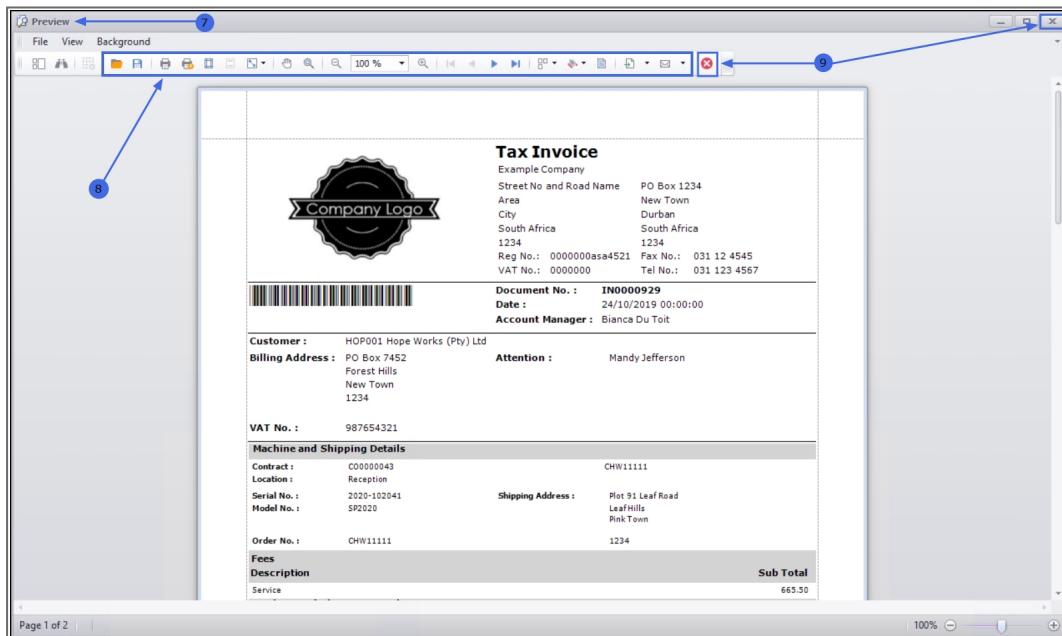 Preview
7
File View Background
100 %
9
8
Company Logo
Tax Invoice
Example Company
Street No and Road Name PO Box 1234
Area New Town
City Durban
South Africa South Africa
1234 1234
Reg No.: 0000000asa4521 Fax No.: 031 12 4545
VAT No.: 0000000 Tel No.: 031 123 4567
Document No. : IN0000929
Date : 24/10/2019 00:00:00
Account Manager : Bianca Du Toit
Customer : HOP001 Hope Works (Pty) Ltd
Billing Address : PO Box 7452 Attention : Mandy Jefferson
Forest Hills
New Town
1234
VAT No. : 987654321
Machine and Shipping Details
Contract : CO0000043 CHW11111
Location : Reception
Serial No. : 2020-102041 Shipping Address : Plot 91 Leaf Road
Model No. : SP2020 Leaf Hills
Pink Town
Order No. : CHW11111 1234
Fees
Description Sub Total
Service 665.50
Page 1 of 2 100%